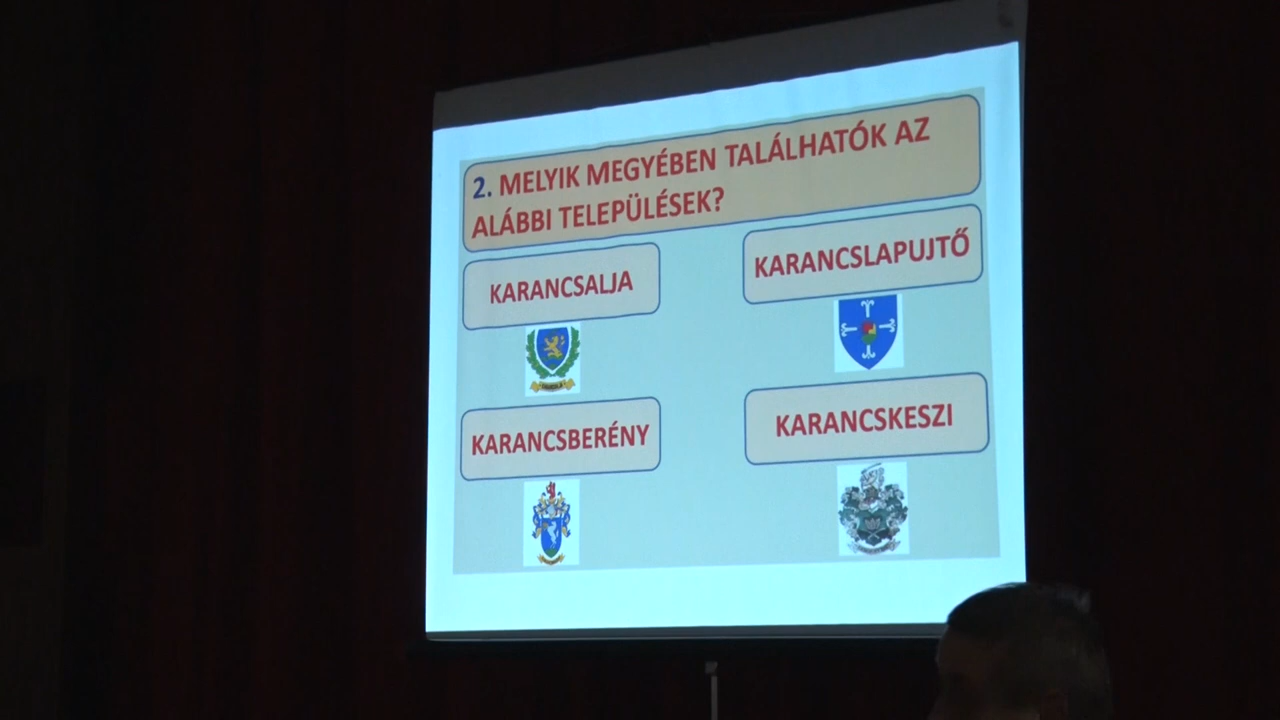 2. MELYIK MEGYÉBEN TALÁLHATÓK AZ
ALÁBBI TELEPÜLÉSEK?
KARANCSALJA
KARANCSLAPUJTŐ
KARANCSBERÉNY
KARANCSKESZI